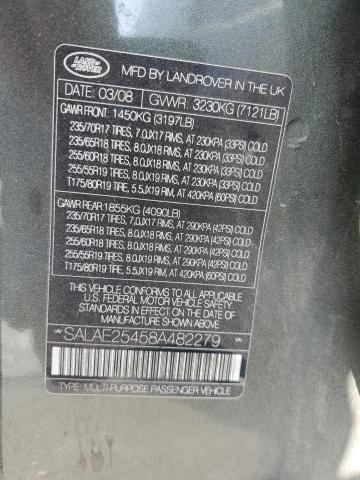 LAND
ROVER
MFD BY LANDROVER IN THE UK
DATE: 03/08 GVWR: 3230KG (7121LB)
GAWR FRONT: 1450KG (3197LB)
235/70R17 TIRES, 7.0JX17 RIMS, AT 230KPA (33PSI) COLD
235/65R18 TIRES, 8.0JX18 RIMS, AT 230KPA (33PSI) COLD
255/60R18 TIRES, 8.0JX18 RIMS, AT 230KPA (33PSI) COLD
255/55R19 TIRES, 8.0JX19 RIMS, AT 230KPA (33PSI) COLD
T175/80R19 TIRE, 5.5JX19 RIM, AT 420KPA (60PSI) COLD
GAWR REAR: 1855KG (4090LB)
235/70R17 TIRES, 7.0JX17 RIMS, AT 290KPA (42PSI) COLD
235/65R18 TIRES, 8.0JX18 RIMS, AT 290KPA (42PSI) COLD
255/60R18 TIRES, 8.0JX18 RIMS, AT 290KPA (42PSI) COLD
255/55R19 TIRES, 8.0JX19 RIMS, AT 290KPA (42PSI) COLD
T175/80R19 TIRE, 5.5JX19 RIM, AT 420KPA (60PSI) COLD
THIS VEHICLE CONFORMS TO ALL APPLICABLE
U.S. FEDERAL MOTOR VEHICLE SAFETY
AND THEFT PREVENTION STANDARDS
IN EFFECT ON THE DATE OF
MANUFACTURE SHOWN ABOVE
*SALAE25458A482279*
TYPE: MULTI-PURPOSE PASSENGER VEHICLE